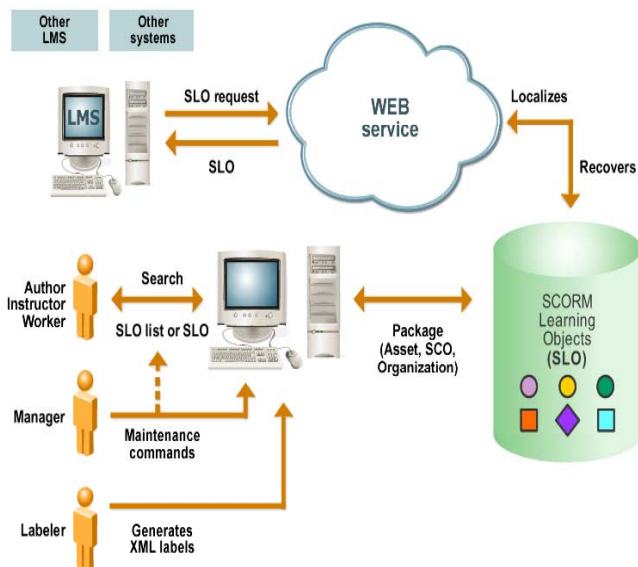 Other
LMS
Other
systems
LMS
SLO request
SLO
WEB
service
Localizes
Recovers
Author
Instructor
Worker
Search
SLO list or SLO
Package
(Asset, SCO,
Organization)
SCORM
Learning
Objects
(SLO)
Manager
Maintenance
commands
Labeler
Generates
XML labels